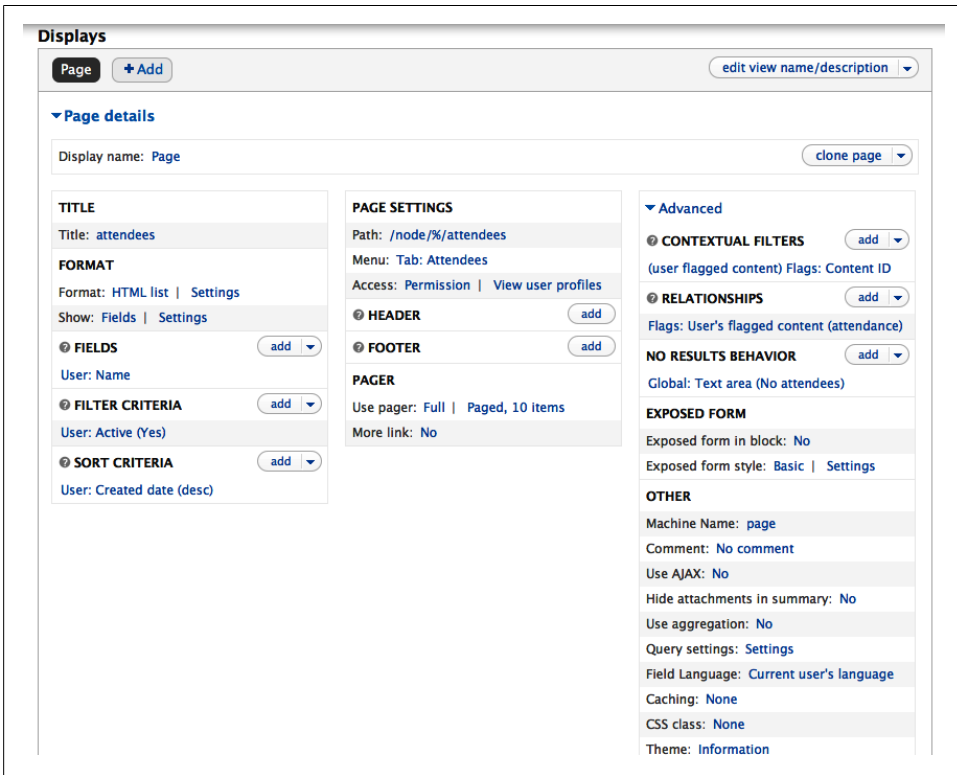 Displays
Page
+ Add
edit view name/description
Page details
Display name: Page
clone page
TITLE
Title: attendees
FORMAT
Format: HTML list | Settings
Show: Fields | Settings
FIELDS
add
User: Name
FILTER CRITERIA
add
User: Active (Yes)
SORT CRITERIA
add
User: Created date (desc)
PAGE SETTINGS
Path: /node/%/attendees
Menu: Tab: Attendees
Access: Permission | View user profiles
HEADER
add
FOOTER
add
PAGER
Use pager: Full | Paged, 10 items
More link: No
Advanced
CONTEXTUAL FILTERS
add
(user flagged content) Flags: Content ID
RELATIONSHIPS
add
Flags: User's flagged content (attendance)
NO RESULTS BEHAVIOR
add
Global: Text area (No attendees)
EXPOSED FORM
Exposed form in block: No
Exposed form style: Basic | Settings
OTHER
Machine Name: page
Comment: No comment
Use AJAX: No
Hide attachments in summary: No
Use aggregation: No
Query settings: Settings
Field Language: Current user's language
Caching: None
CSS class: None
Theme: Information